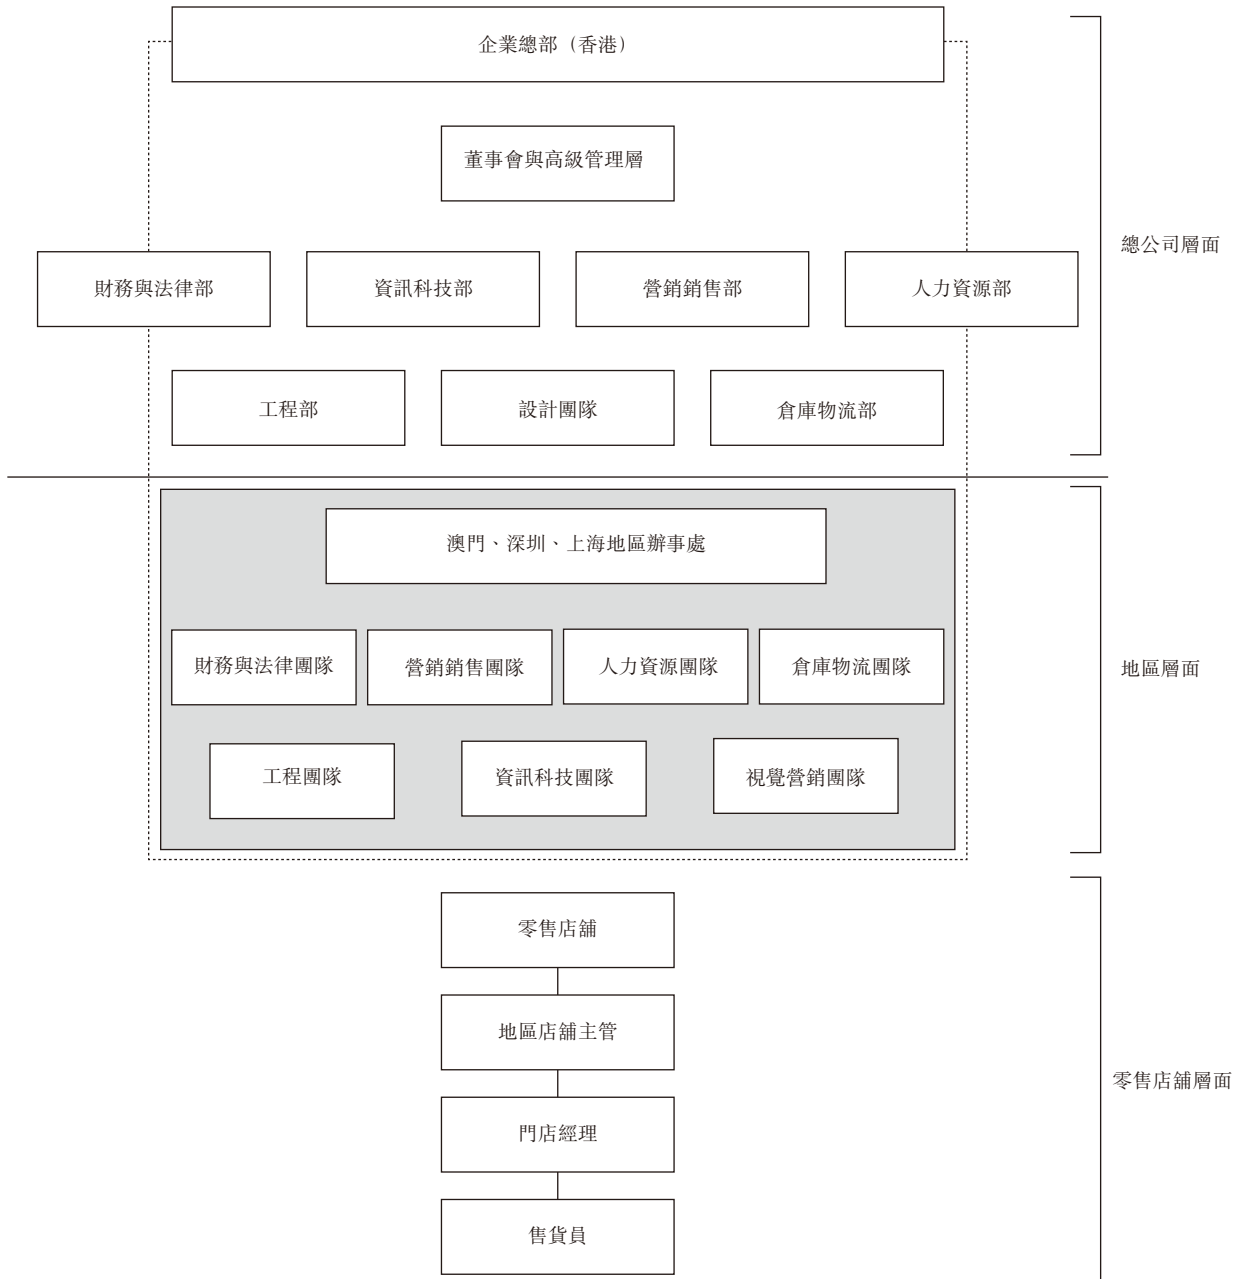 企業總部（香港）
董事會與高級管理層
總公司層面
財務與法律部
資訊科技部
營銷銷售部
人力資源部
工程部
設計團隊
倉庫物流部
澳門、深圳、上海地區辦事處
財務與法律團隊
營銷銷售團隊
人力資源團隊
倉庫物流團隊
地區層面
工程團隊
資訊科技團隊
視覺營銷團隊
零售店舖
地區店舖主管
零售店舖層面
門店經理
售貨員